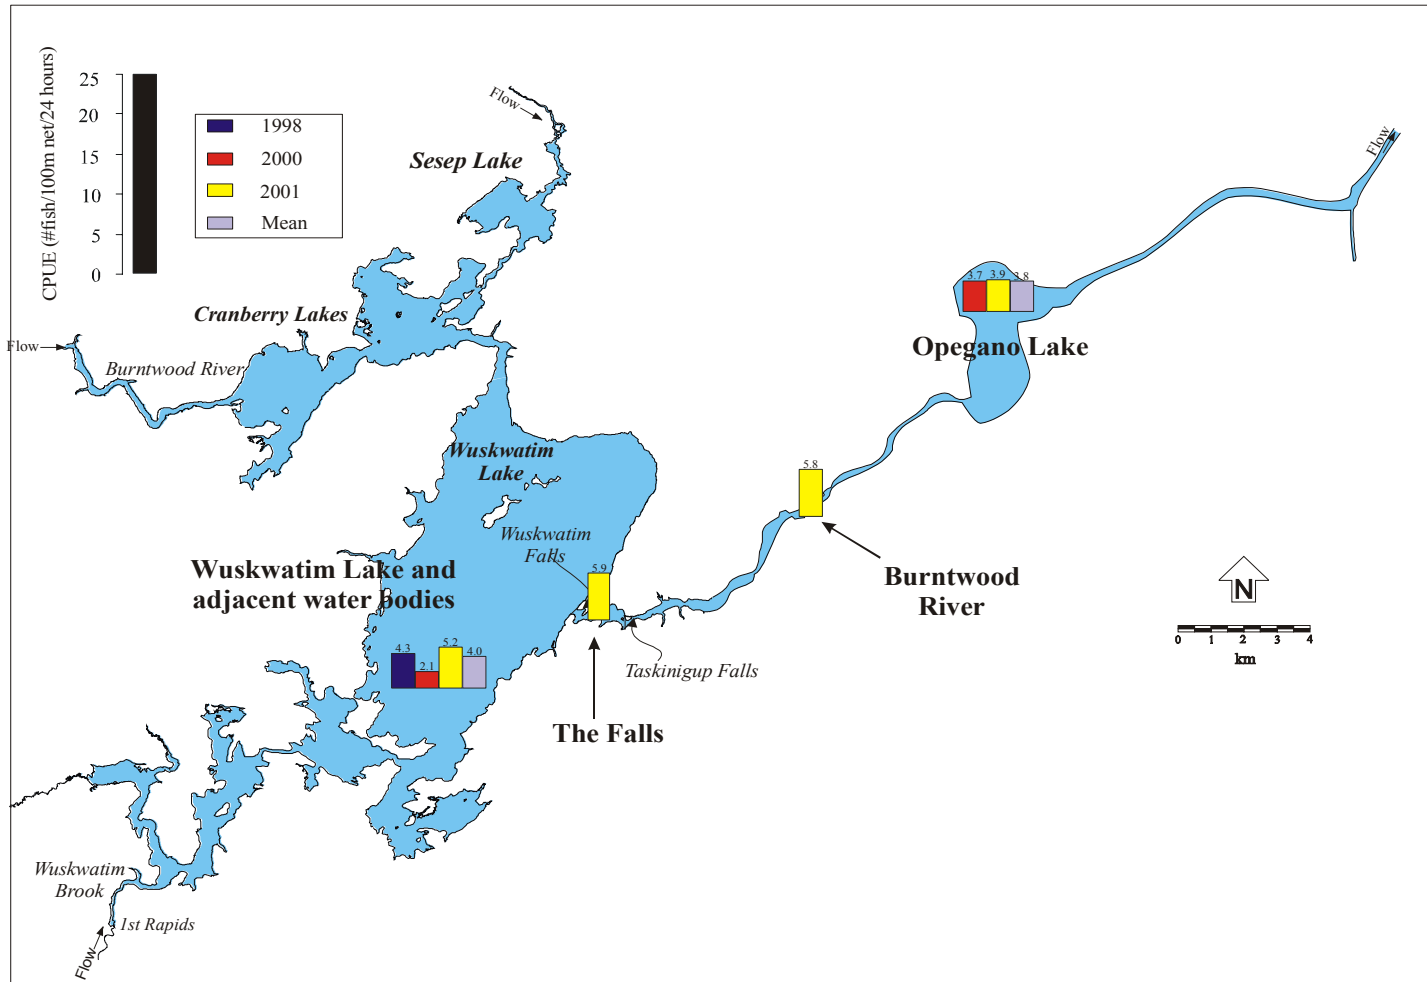 CPUE (#fish/100m net/24 hours)
25
20
15
10
5
0
1998
2000
2001
Mean
Flow
Sesep Lake
Flow
Cranberry Lakes
Flow
Burntwood River
3.7 3.9 3.8
Opegano Lake
Wuskwatim
Lake
5.8
Wuskwatim
Falls
Wuskwatim Lake and
adjacent water bodies
5.9
Burntwood
River
N
0 1 2 3 4
km
4.3 2.1 5.2 4.0
Taskinigup Falls
The Falls
Wuskwatim
Brook
1st Rapids
Flow